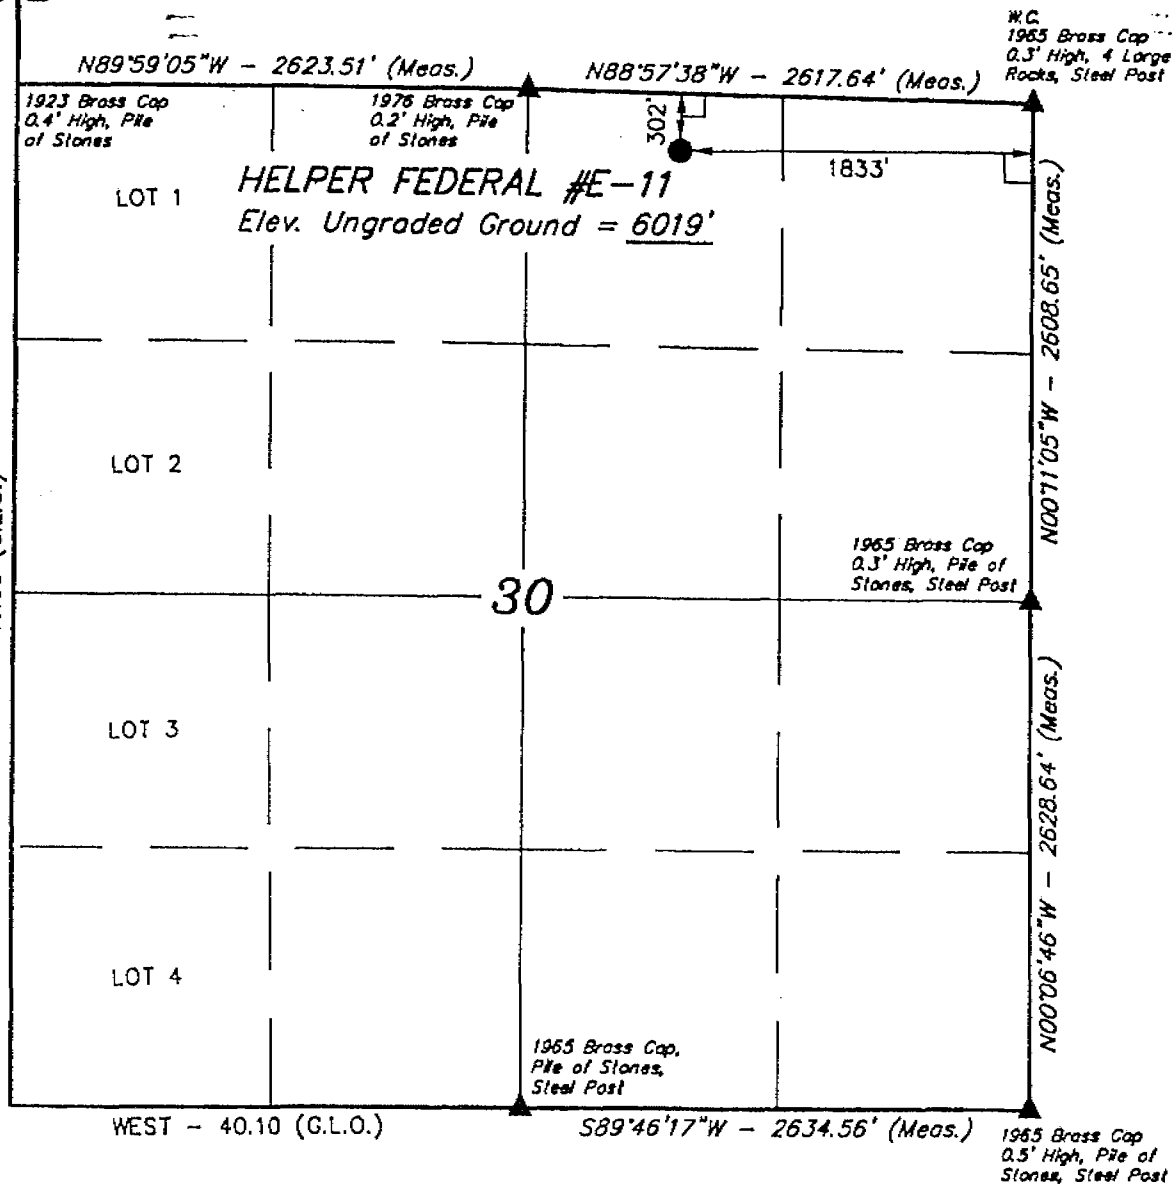 W.C.
1965 Brass Cap
0.3' High, 4 Large
Rocks, Steel Post
N89°59'05"W - 2623.51' (Meas.)
N88°57'38"W - 2617.64' (Meas.)
1923 Brass Cap
0.4' High, Pile
of Stones
1976 Brass Cap
0.2' High, Pile
of Stones
302'
1833'
LOT 1
HELPER FEDERAL #E-11
Elev. Ungraded Ground = 6019'
N00°11'05"W - 2608.65' (Meas.)
LOT 2
1965 Brass Cap
0.3' High, Pile of
Stones, Steel Post
30
LOT 3
N00°06'46"W - 2628.64' (Meas.)
LOT 4
1965 Brass Cap,
Pile of Stones,
Steel Post
WEST - 40.10 (G.L.O.)
S89°46'17"W - 2634.56' (Meas.)
1965 Brass Cap
0.5' High, Pile of
Stones, Steel Post